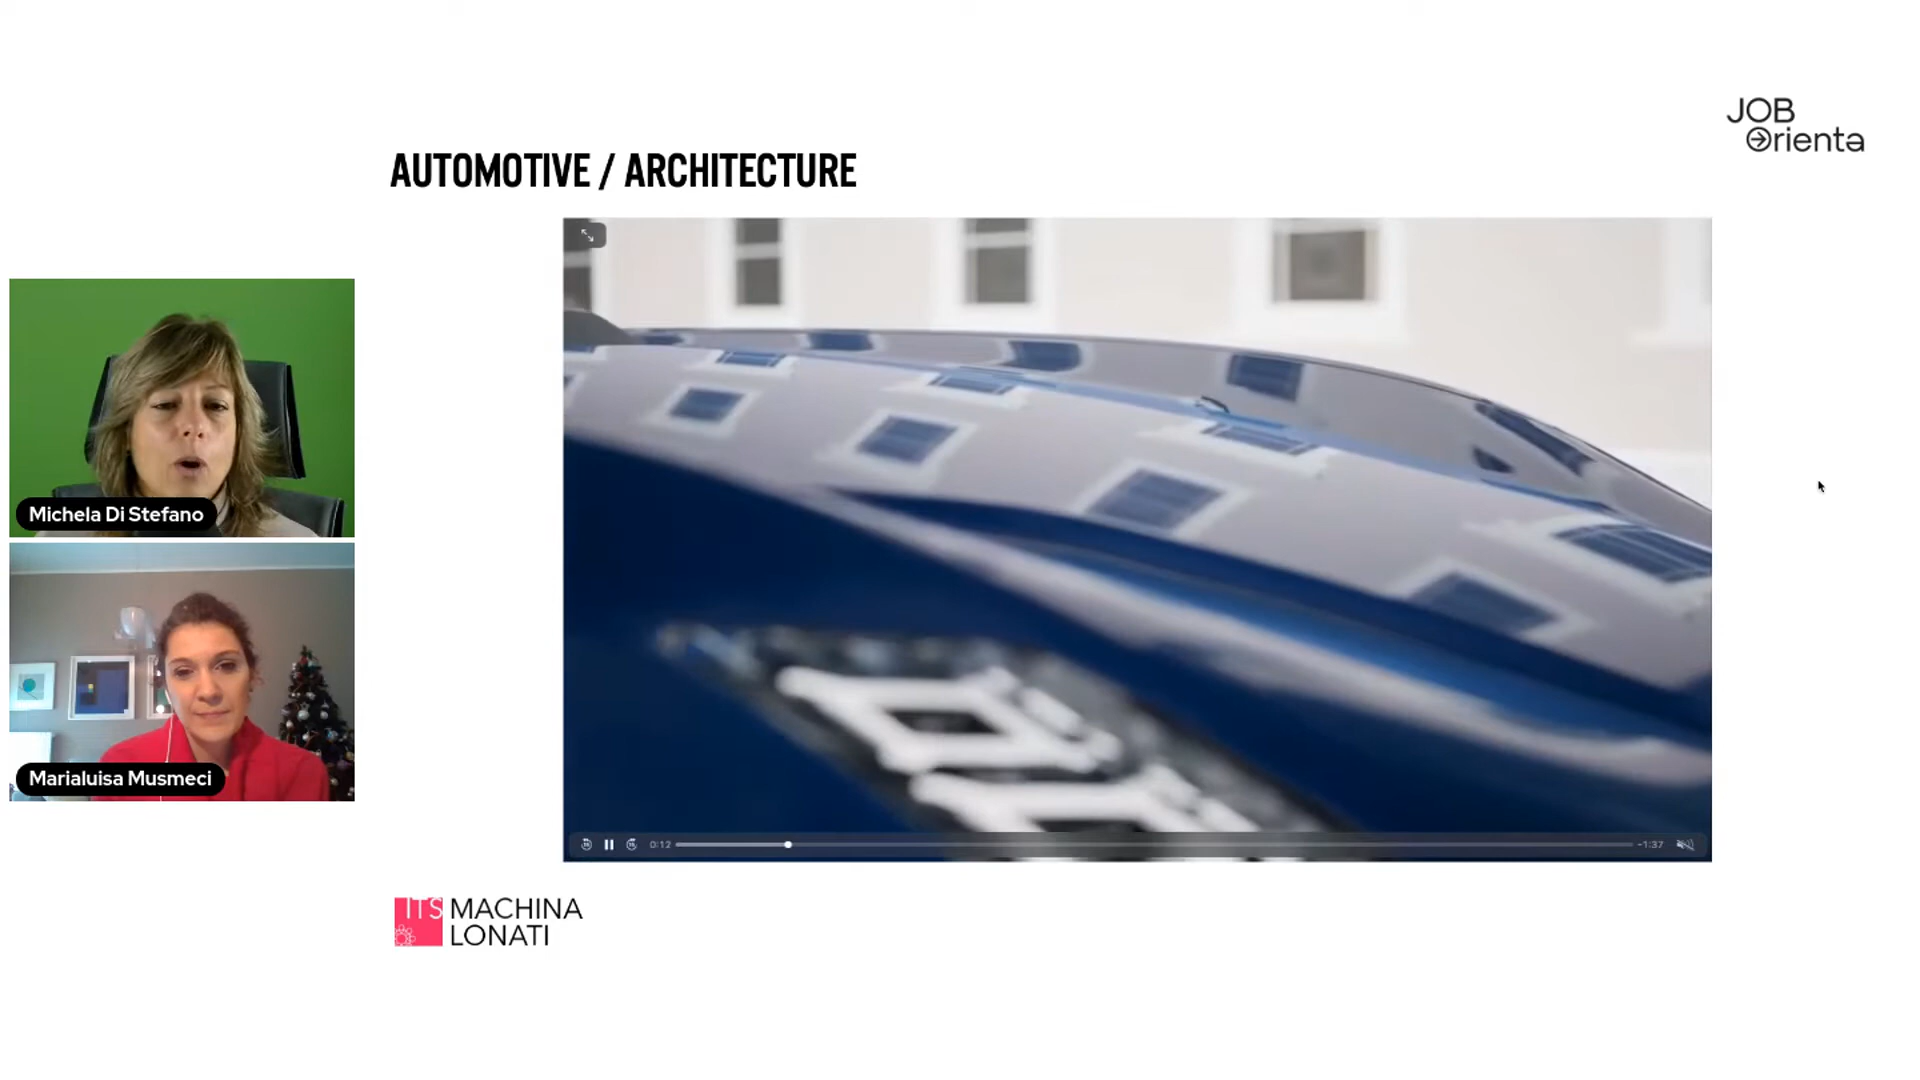 JOB
Orienta
AUTOMOTIVE / ARCHITECTURE
Michela Di Stefano
Marialuisa Musmeci
0:12
-1:37
ITS MACHINA
LONATI